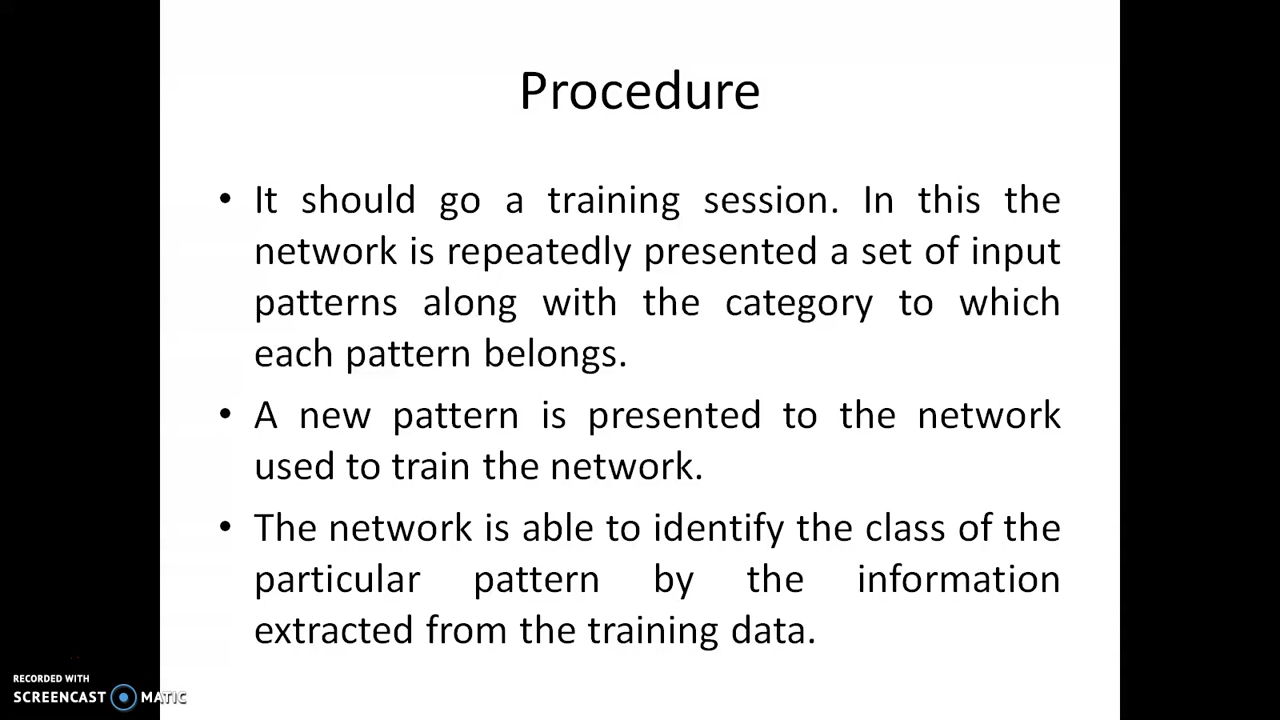 Procedure
• It should go a training session. In this the
network is repeatedly presented a set of input
patterns along with the category to which
each pattern belongs.
• A new pattern is presented to the network
used to train the network.
• The network is able to identify the class of the
particular pattern by the information
extracted from the training data.
RECORDED WITH
SCREENCAST MATIC